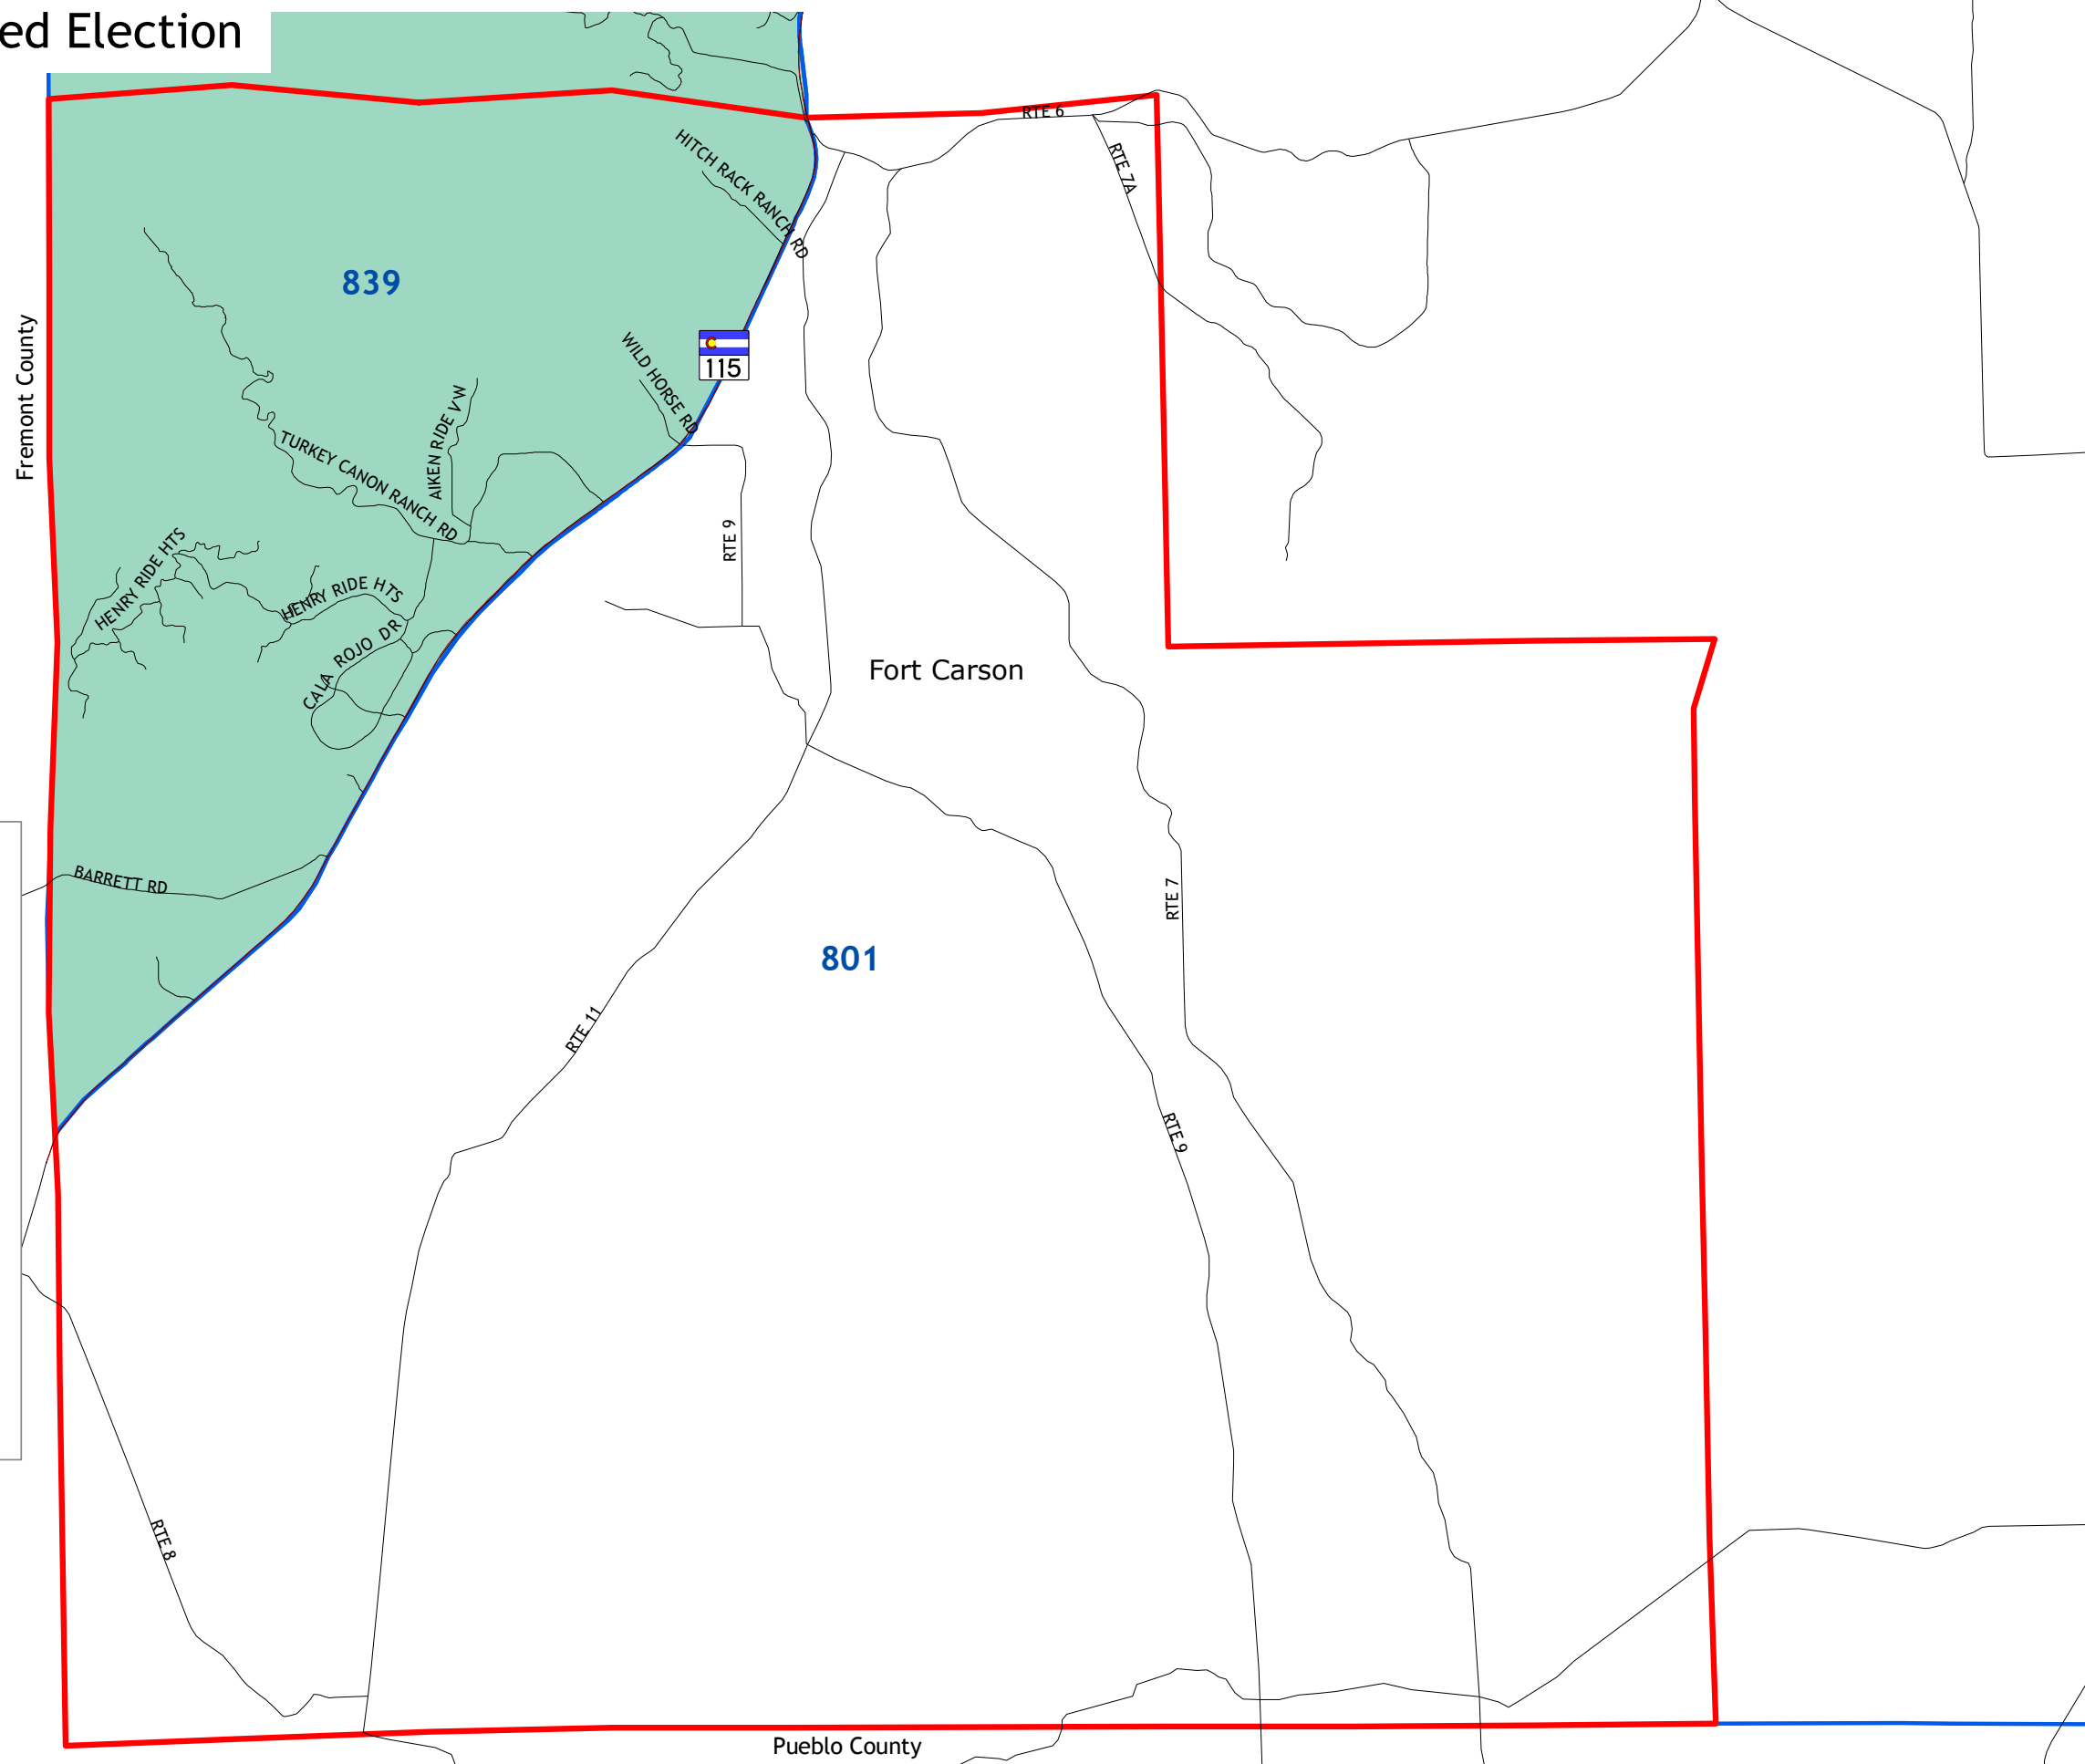 ed Election
RTE 6
HITCH RACK RANCH RD
RTE 7A
839
Fremont County
C
115
WILD HORSE RD
AIKEN RIDE VW
TURKEY CANON RANCH RD
RTE 9
HENRY RIDE HTS
HENRY RIDE HTS
CALA ROJO DR
Fort Carson
BARRETT RD
RTE 7
801
RTE 11
RTE 9
RTE 8
Pueblo County